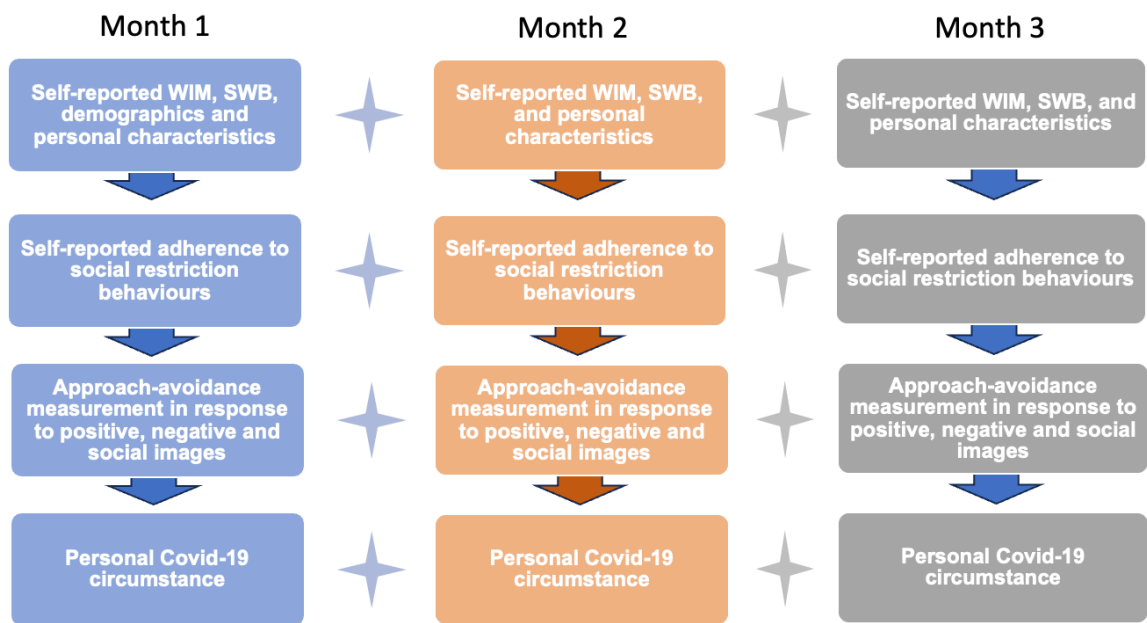 Month 1
Month 2
Month 3
Self-reported WIM, SWB,
demographics and
personal characteristics
Self-reported WIM, SWB,
and personal
characteristics
Self-reported WIM, SWB, and
personal characteristics
Self-reported adherence to
social restriction
behaviours
Self-reported adherence to
social restriction
behaviours
Self-reported adherence to
social restriction behaviours
Approach-avoidance
measurement in response
to positive, negative and
social images
Approach-avoidance
measurement in response
to positive, negative and
social images
Approach-avoidance
measurement in response to
positive, negative and social
images
Personal Covid-19
circumstance
Personal Covid-19
circumstance
Personal Covid-19
circumstance